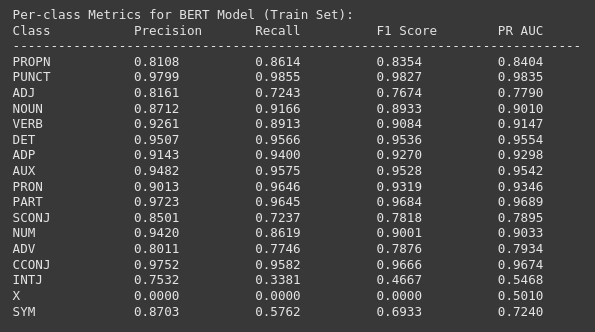 Per-class Metrics for BERT Model (Train Set):
Class Precision Recall F1 Score PR AUC
---------------------------------------------------------------------------
PROPN 0.8108 0.8614 0.8354 0.8404
PUNCT 0.9799 0.9855 0.9827 0.9835
ADJ 0.8161 0.7243 0.7674 0.7790
NOUN 0.8712 0.9166 0.8933 0.9010
VERB 0.9261 0.8913 0.9084 0.9147
DET 0.9507 0.9566 0.9536 0.9554
ADP 0.9143 0.9400 0.9270 0.9298
AUX 0.9482 0.9575 0.9528 0.9542
PRON 0.9013 0.9646 0.9319 0.9346
PART 0.9723 0.9645 0.9684 0.9689
SCONJ 0.8501 0.7237 0.7818 0.7895
NUM 0.9420 0.8619 0.9001 0.9033
ADV 0.8011 0.7746 0.7876 0.7934
CCONJ 0.9752 0.9582 0.9666 0.9674
INTJ 0.7532 0.3381 0.4667 0.5468
X 0.0000 0.0000 0.0000 0.5010
SYM 0.8703 0.5762 0.6933 0.7240